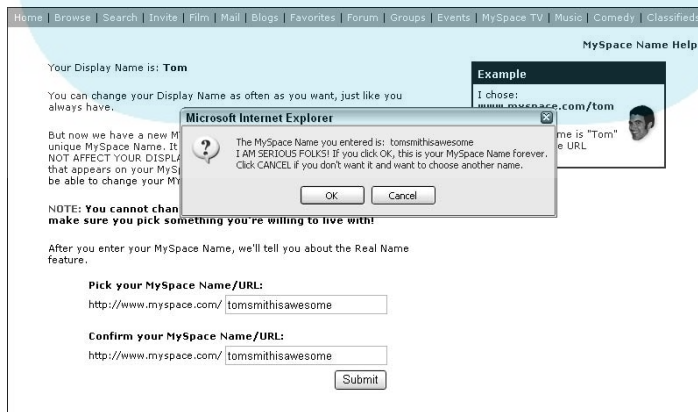 Home | Browse | Search | Invite | Film | Mail | Blogs | Favorites | Forum | Groups | Events | MySpace TV | Music | Comedy | Classifieds
MySpace Name Help
Your Display Name is: Tom
You can change your Display Name as often as you want, just like you
always have.
But now we have a new
unique MySpace Name. It
NOT AFFECT YOUR
that appears on your
be able to change your
NOTE: You cannot
make sure you pick something you're willing to live with!
After you enter your MySpace Name, we'll tell you about the Real Name
feature.
Pick your MySpace Name/URL:
http://www.myspace.com/ tomsmithisawesome
Confirm your MySpace Name/URL:
http://www.myspace.com/ tomsmithisawesome
Submit
Example
I chose:
www.myspace.com/tom
is "Tom"
URL
Microsoft Internet Explorer
The MySpace Name you entered is: tomsmithisawesome
I AM SERIOUS FOLKS! If you click OK, this is your MySpace Name forever.
Click CANCEL if you don't want it and want to choose another name.
OK
Cancel